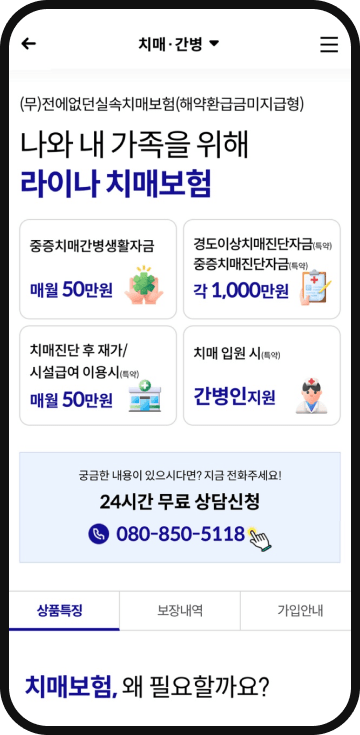 치매·간병
(무)전에없던실속치매보험(해약환급금미지급형)
나와 내 가족을 위해
라이나 치매보험
중증치매간병생활자금
매월 50만원
경도이상치매진단자금(특약)
중증치매진단자금(특약)
각 1,000만원
치매진단 후 재가/
시설급여 이용시(특약)
매월 50만원
치매 입원 시(특약)
간병인지원
궁금한 내용이 있으시다면? 지금 전화주세요!
24시간 무료 상담신청
080-850-5118
상품특징
보장내역
가입안내
치매보험, 왜 필요할까요?